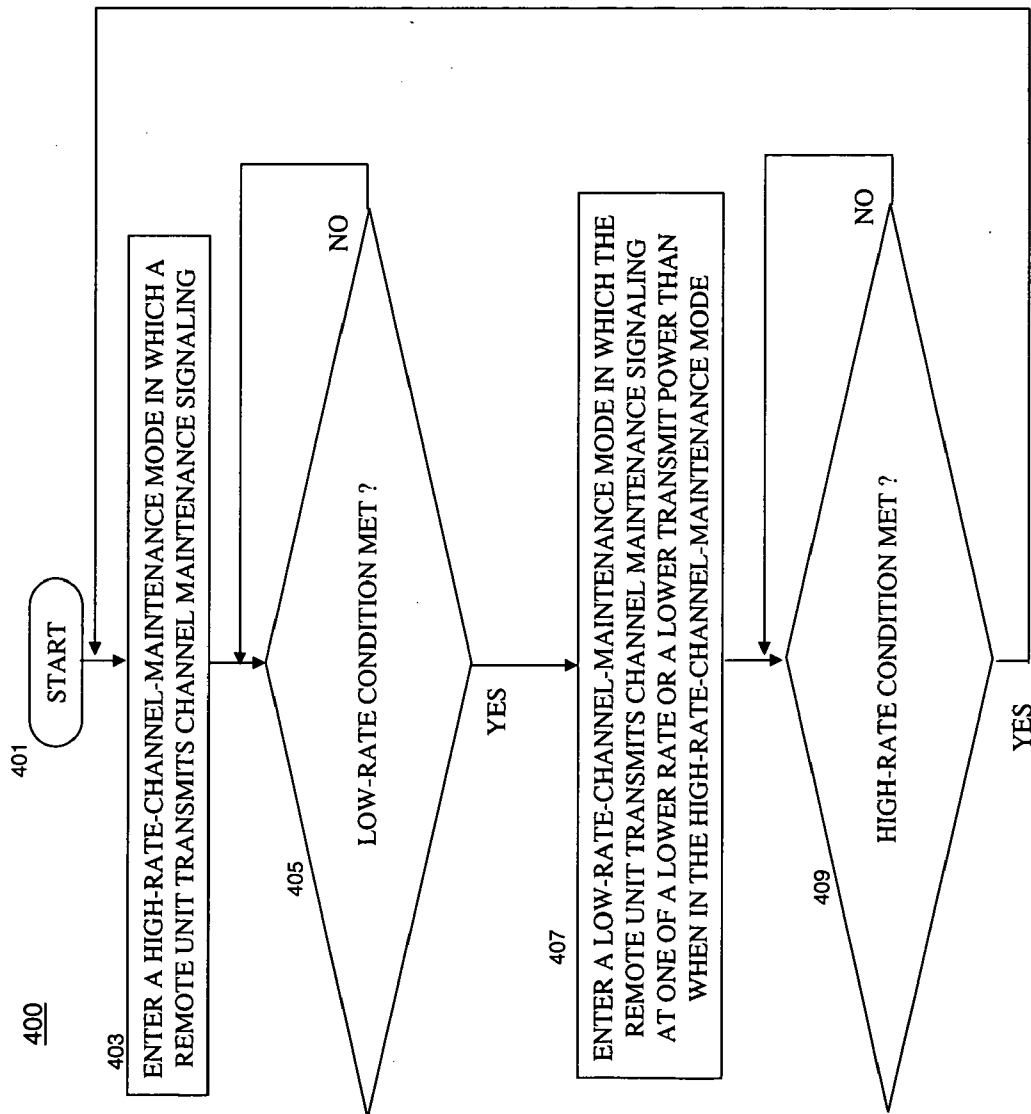 400
401
START
403
ENTER A HIGH-RATE-CHANNEL-MAINTENANCE MODE IN WHICH A
REMOTE UNIT TRANSMITS CHANNEL MAINTENANCE SIGNALING
405
LOW-RATE CONDITION MET ?
NO
YES
407
ENTER A LOW-RATE-CHANNEL-MAINTENANCE MODE IN WHICH THE
REMOTE UNIT TRANSMITS CHANNEL MAINTENANCE SIGNALING
AT ONE OF A LOWER RATE OR A LOWER TRANSMIT POWER THAN
WHEN IN THE HIGH-RATE-CHANNEL-MAINTENANCE MODE
409
HIGH-RATE CONDITION MET ?
NO
YES